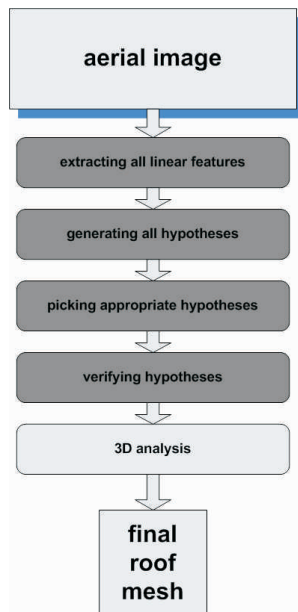 aerial image
extracting all linear features
generating all hypotheses
picking appropriate hypotheses
verifying hypotheses
3D analysis
final
roof
mesh